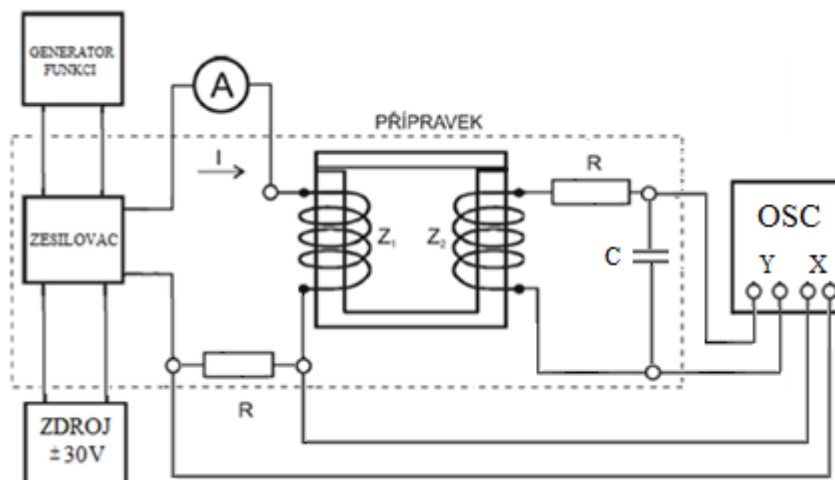 GENERATOR
FUNKCI
A
PŘÍPRAVEK
I
R
ZESILOVAC
Z₁
Z₂
C
OSC
Y X
R
ZDROJ
±30V